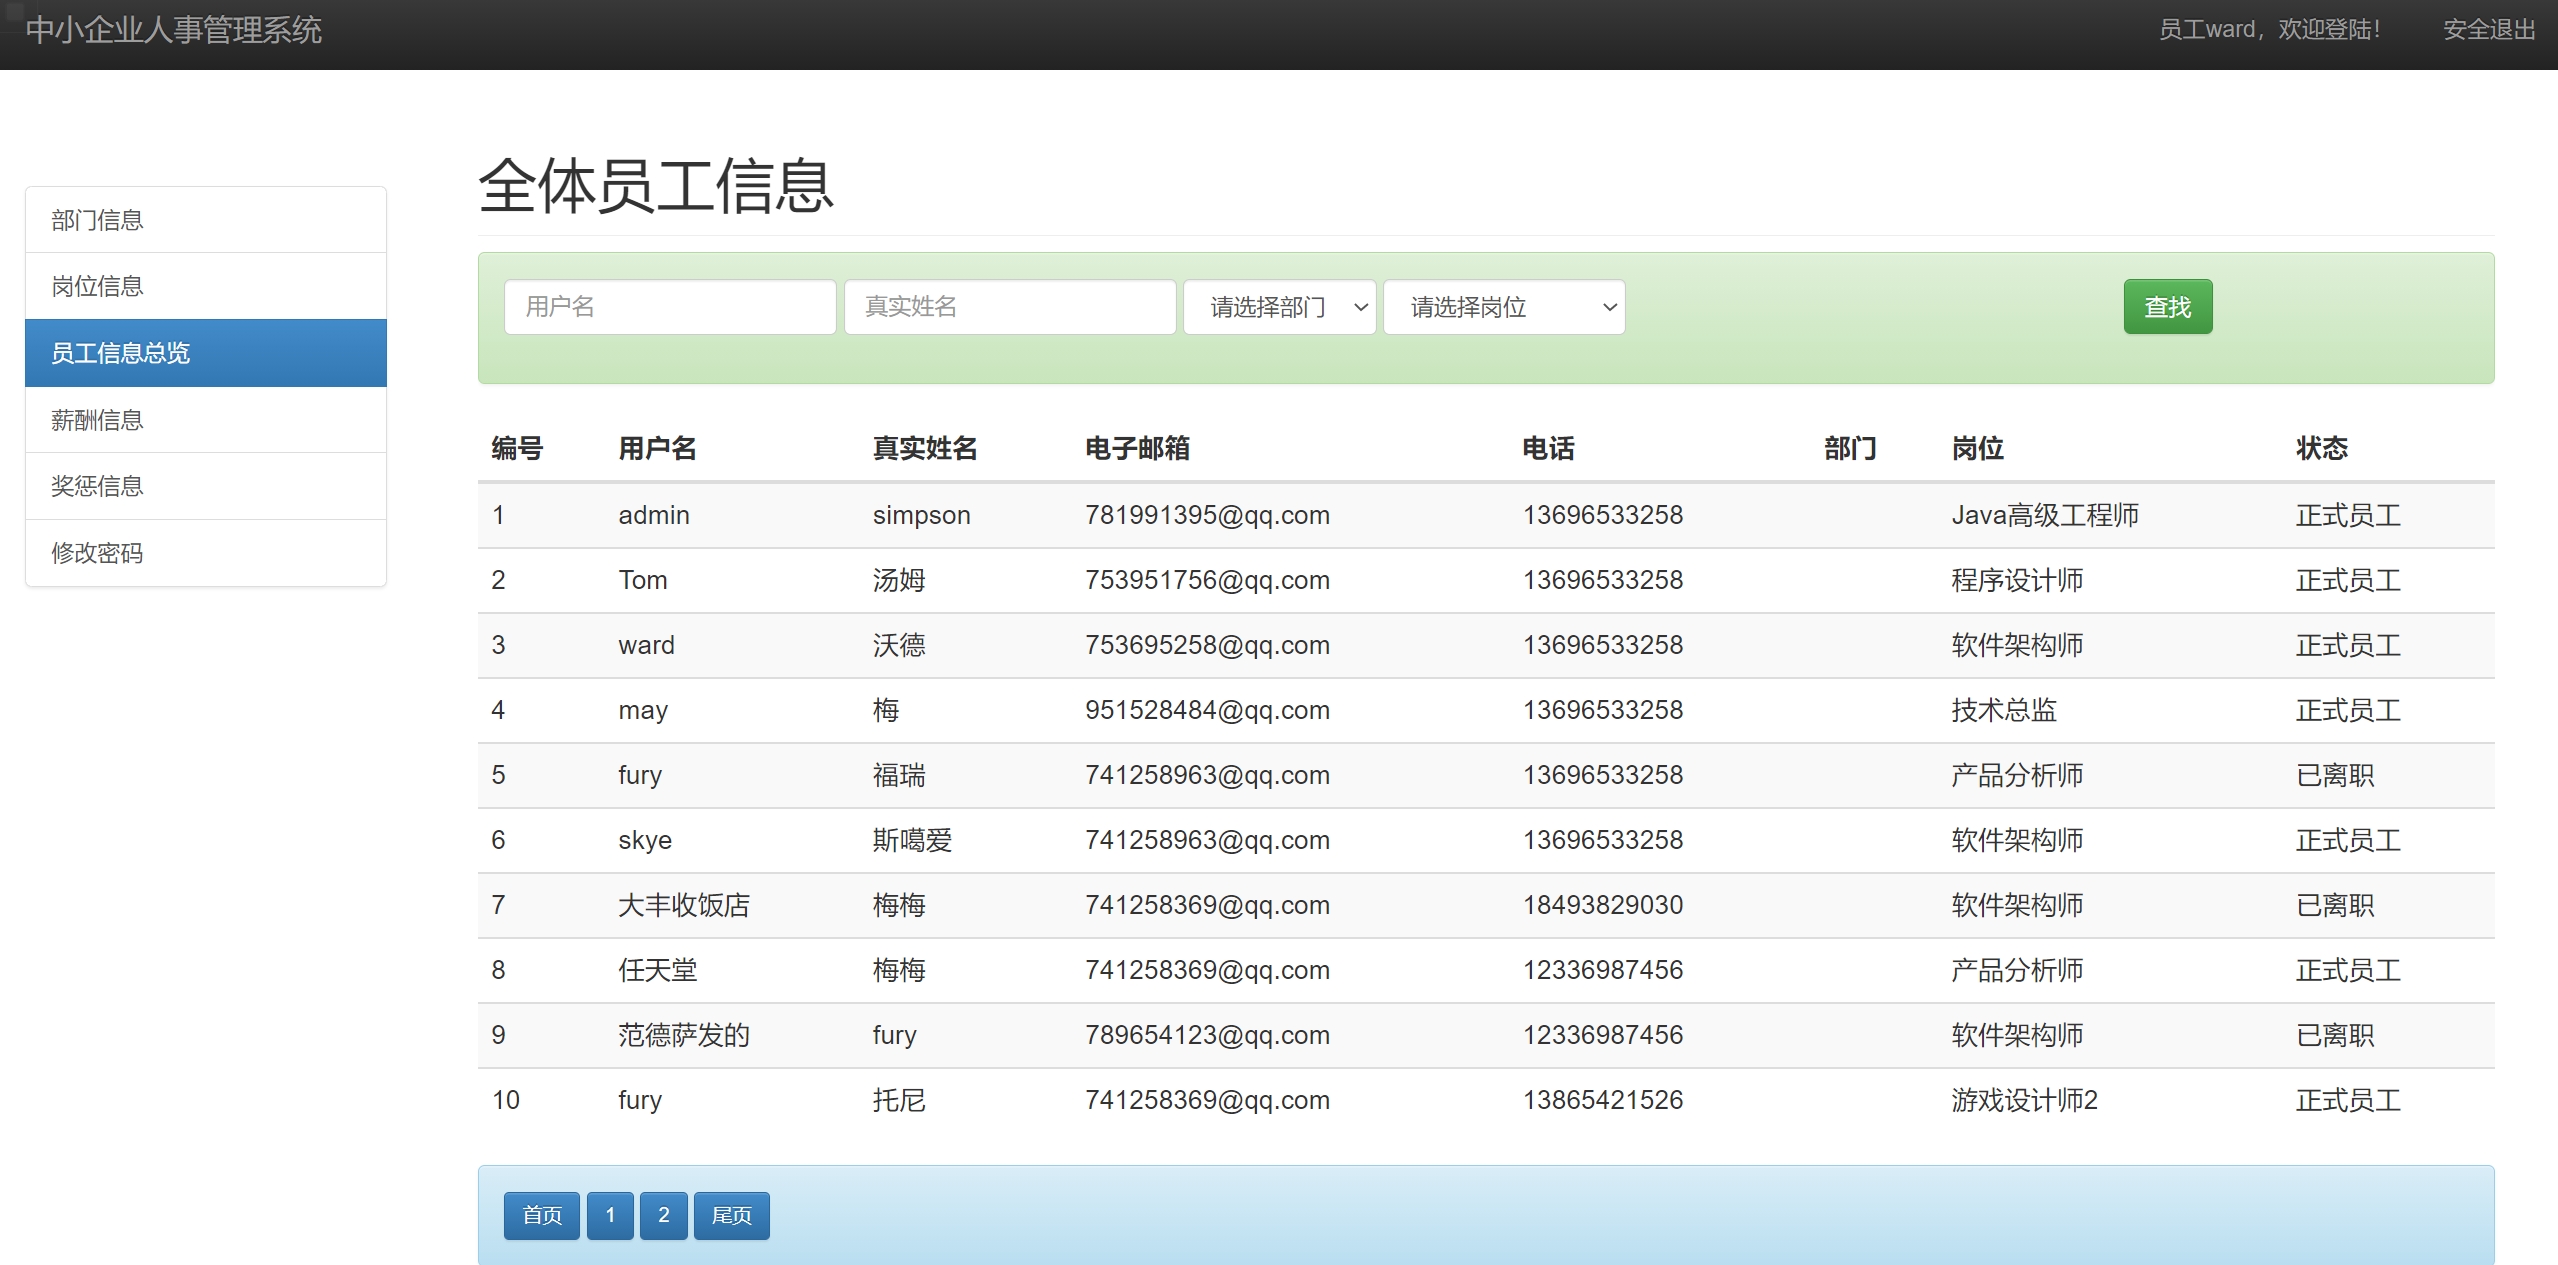 中小企业人事管理系统 员工ward，欢迎登陆！ 安全退出
部门信息
岗位信息
员工信息总览
薪酬信息
奖惩信息
修改密码
全体员工信息
用户名 真实姓名 请选择部门 请选择岗位 查找
编号 用户名 真实姓名 电子邮箱 电话 部门 岗位 状态
1 admin simpson 781991395@qq.com 13696533258 Java高级工程师 正式员工
2 Tom 汤姆 753951756@qq.com 13696533258 程序设计师 正式员工
3 ward 沃德 753695258@qq.com 13696533258 软件架构师 正式员工
4 may 梅 951528484@qq.com 13696533258 技术总监 正式员工
5 fury 福瑞 741258963@qq.com 13696533258 产品分析师 已离职
6 skye 斯噶爱 741258963@qq.com 13696533258 软件架构师 正式员工
7 大丰收饭店 梅梅 741258369@qq.com 18493829030 软件架构师 已离职
8 任天堂 梅梅 741258369@qq.com 12336987456 产品分析师 正式员工
9 范德萨发的 fury 789654123@qq.com 12336987456 软件架构师 已离职
10 fury 托尼 741258369@qq.com 13865421526 游戏设计师2 正式员工
首页 1 2 尾页